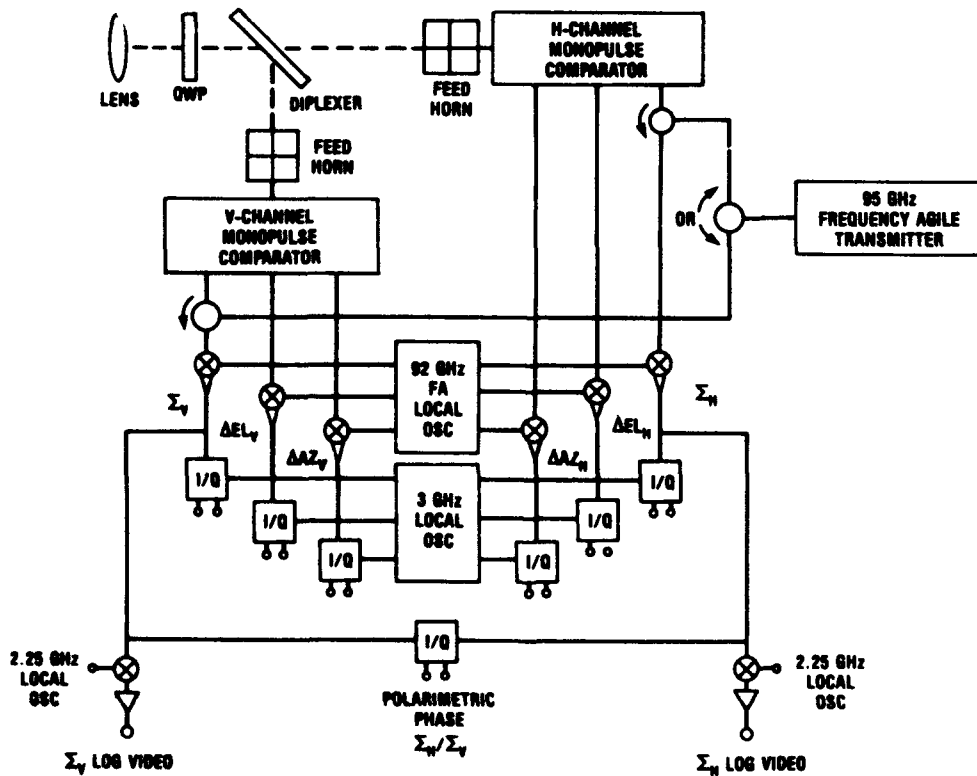 LENS
QWP
DIPLEXER
FEED
HORN
H-CHANNEL
MONOPULSE
COMPARATOR
FEED
HORN
V-CHANNEL
MONOPULSE
COMPARATOR
OR
95 GHz
FREQUENCY AGILE
TRANSMITTER
92 GHz
FA
LOCAL
OSC
Σ_V
ΔEL_V
ΔAZ_V
ΔAZ_H
ΔEL_H
Σ_H
I/Q
I/Q
I/Q
3 GHz
LOCAL
OSC
I/Q
I/Q
I/Q
I/Q
2.25 GHz
LOCAL
OSC
POLARIMETRIC
PHASE
Σ_H/Σ_V
2.25 GHz
LOCAL
OSC
Σ_V LOG VIDEO
Σ_H LOG VIDEO